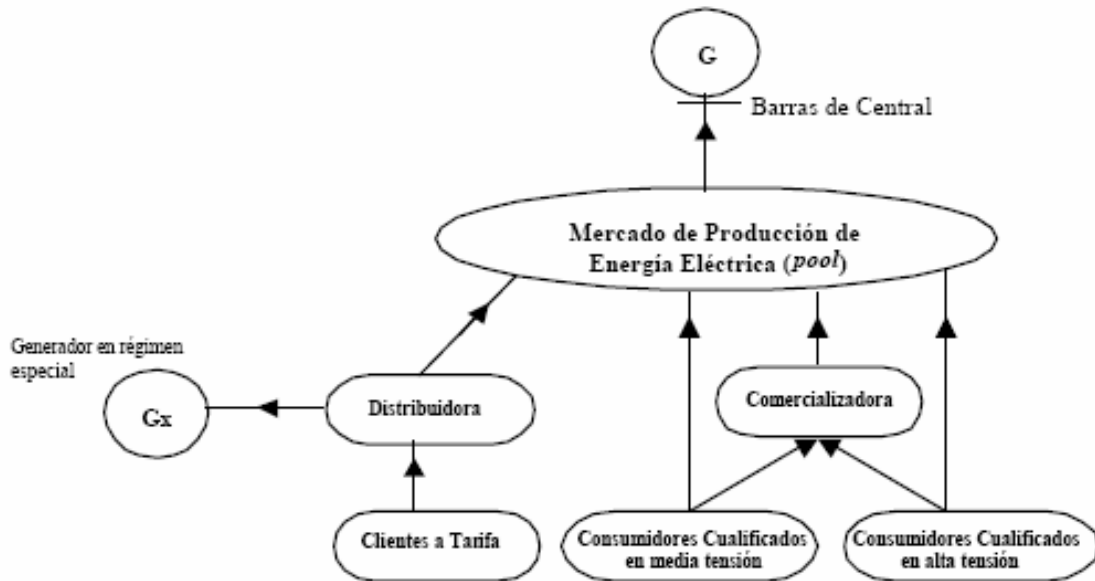 G
Barras de Central
Mercado de Producción de
Energía Eléctrica (pool)
Generador en régimen
especial
Gx
Distribuidora
Comercializadora
Clientes a Tarifa
Consumidores Cualificados
en media tensión
Consumidores Cualificados
en alta tensión